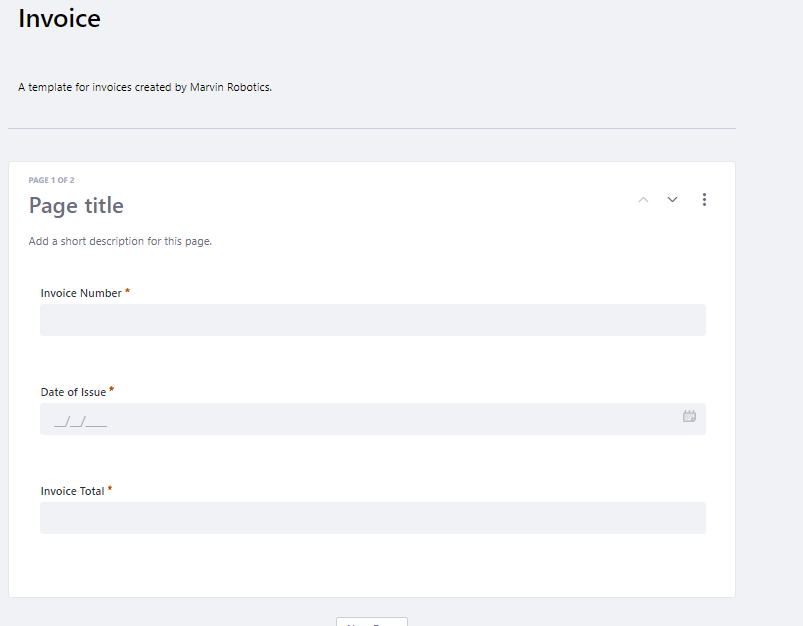 Invoice
A template for invoices created by Marvin Robotics.
PAGE 1 OF 2
Page title
Add a short description for this page.
Invoice Number *
Date of Issue *
__/__/____
Invoice Total *